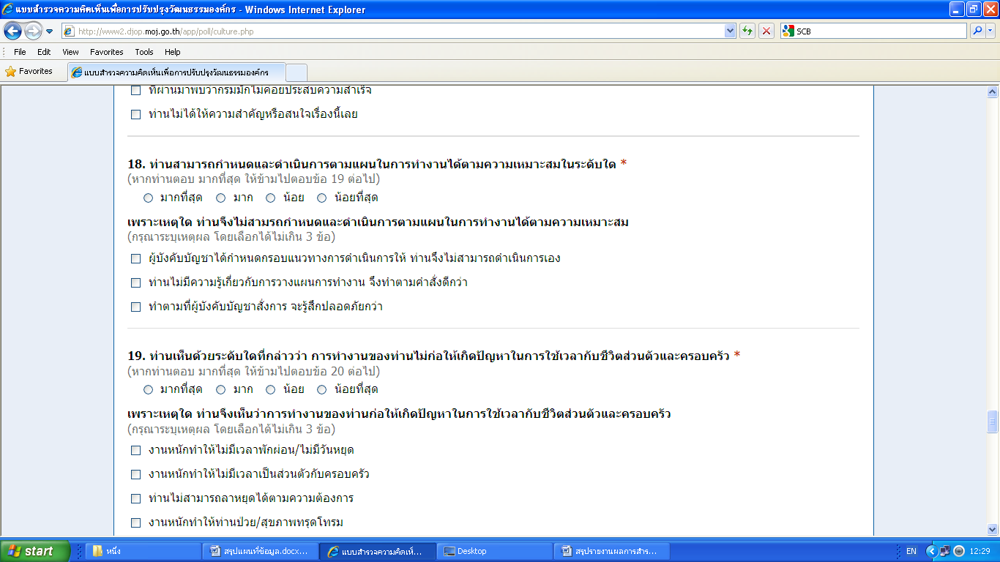 แบบสำรวจความคิดเห็นเพื่อการปรับปรุงวัฒนธรรมองค์กร - Windows Internet Explorer
http://www2.djop.moj.go.th/app/poll/culture.php
SCB
File Edit View Favorites Tools Help
Favorites
แบบสำรวจความคิดเห็นเพื่อการปรับปรุงวัฒนธรรมองค์กร
ที่ผ่านมาพบว่ากรมมักไม่ค่อยประสบความสำเร็จ
ท่านไม่ได้ให้ความสำคัญหรือสนใจเรื่องนี้เลย
18. ท่านสามารถกำหนดและดำเนินการตามแผนในการทำงานได้ตามความเหมาะสมในระดับใด *
(หากท่านตอบ มากที่สุด ให้ข้ามไปตอบข้อ 19 ต่อไป)
มากที่สุด มาก น้อย น้อยที่สุด
เพราะเหตุใด ท่านจึงไม่สามรถกำหนดและดำเนินการตามแผนในการทำงานได้ตามความเหมาะสม
(กรุณาระบุเหตุผล โดยเลือกได้ไม่เกิน 3 ข้อ)
ผู้บังคับบัญชาได้กำหนดกรอบแนวทางการดำเนินการให้ ท่านจึงไม่สามารถดำเนินการเอง
ท่านไม่มีความรู้เกี่ยวกับการวางแผนการทำงาน จึงทำตามคำสั่งดีกว่า
ทำตามที่ผู้บังคับบัญชาสั่งการ จะรู้สึกปลอดภัยกว่า
19. ท่านเห็นด้วยระดับใดที่กล่าวว่า การทำงานของท่านไม่ก่อให้เกิดปัญหาในการใช้เวลากับชีวิตส่วนตัวและครอบครัว *
(หากท่านตอบ มากที่สุด ให้ข้ามไปตอบข้อ 20 ต่อไป)
มากที่สุด มาก น้อย น้อยที่สุด
เพราะเหตุใด ท่านจึงเห็นว่าการทำงานของท่านก่อให้เกิดปัญหาในการใช้เวลากับชีวิตส่วนตัวและครอบครัว
(กรุณาระบุเหตุผล โดยเลือกได้ไม่เกิน 3 ข้อ)
งานหนักทำให้ไม่มีเวลาพักผ่อน/ไม่มีวันหยุด
งานหนักทำให้ไม่มีเวลาเป็นส่วนตัวกับครอบครัว
ท่านไม่สามารถลาหยุดได้ตามความต้องการ
งานหนักทำให้ท่านป่วย/สุขภาพทรุดโทรม
start หนึ่ง สรุปแผนที่ข้อมูล.docx... แบบสำรวจความคิดเห็... Desktop สรุปรายงานผลการสำร... EN 12:29